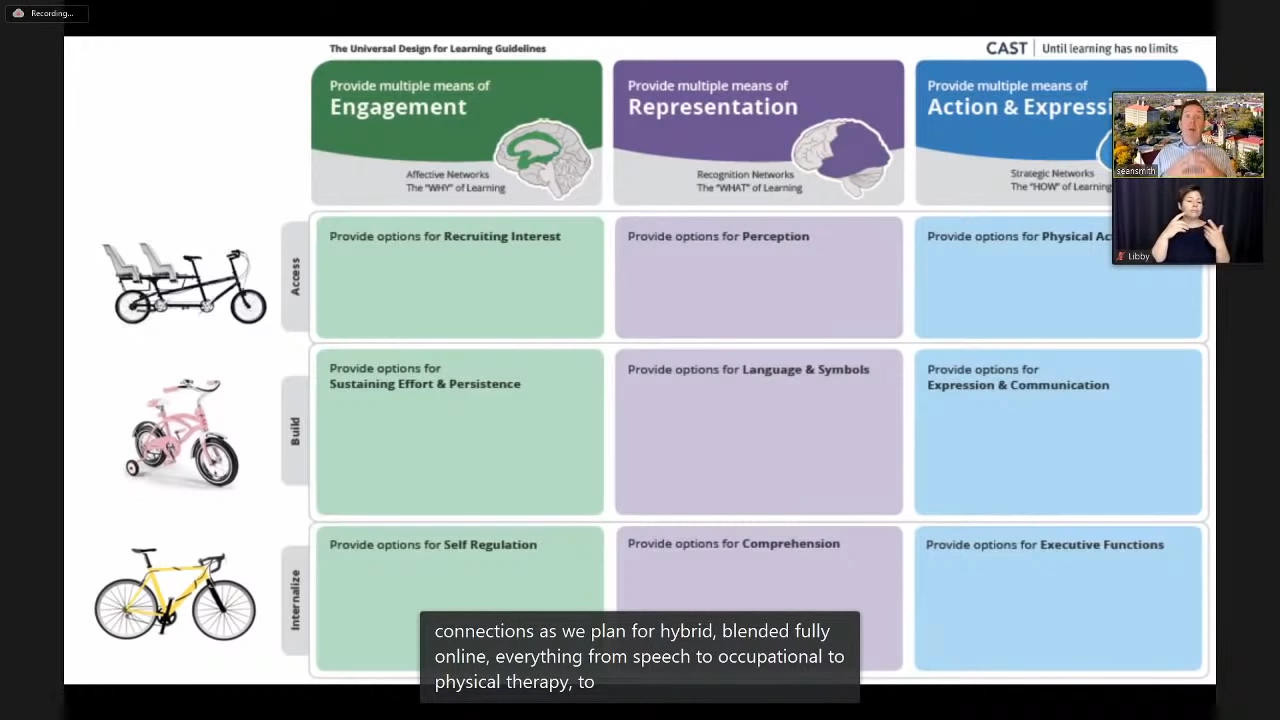 Recording...
The Universal Design for Learning Guidelines
CAST | Until learning has no limits
Provide multiple means of
Engagement
Affective Networks
The "WHY" of Learning
Provide multiple means of
Representation
Recognition Networks
The "WHAT" of Learning
Provide multiple means of
Action & Expressi
Strategic Networks
The "HOW" of Learning
seansmith
Libby
Access
Provide options for Recruiting Interest
Provide options for Perception
Provide options for Physical Ac
Build
Provide options for
Sustaining Effort & Persistence
Provide options for Language & Symbols
Provide options for
Expression & Communication
Internalize
Provide options for Self Regulation
Provide options for Comprehension
Provide options for Executive Functions
connections as we plan for hybrid, blended fully
online, everything from speech to occupational to
physical therapy, to